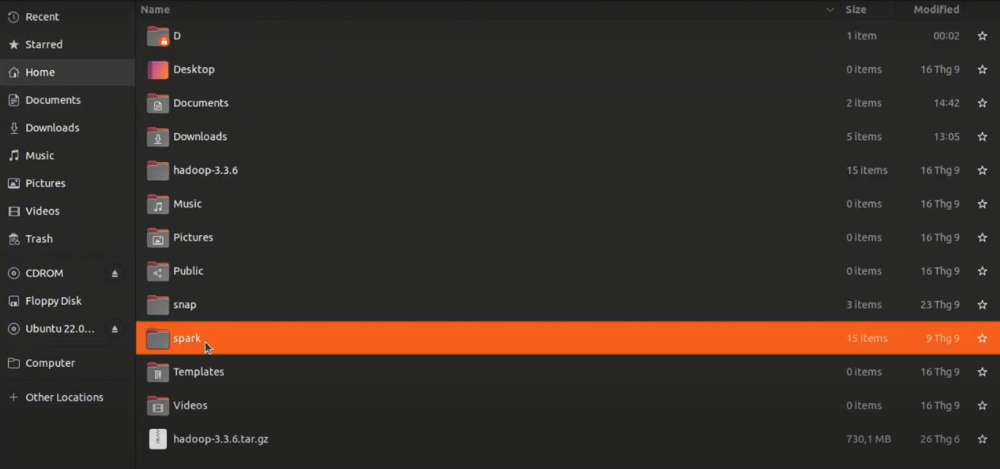 Recent
Starred
Home
Documents
Downloads
Music
Pictures
Videos
Trash
CDROM
Floppy Disk
Ubuntu 22.0...
Computer
Other Locations
Name Size Modified
D 1 item 00:02
Desktop 0 items 16 Thg 9
Documents 2 items 14:42
Downloads 5 items 13:05
hadoop-3.3.6 15 items 16 Thg 9
Music 0 items 16 Thg 9
Pictures 0 items 16 Thg 9
Public 0 items 16 Thg 9
snap 3 items 23 Thg 9
spark 15 items 9 Thg 9
Templates 0 items 16 Thg 9
Videos 0 items 16 Thg 9
hadoop-3.3.6.tar.gz 730,1 MB 26 Thg 6